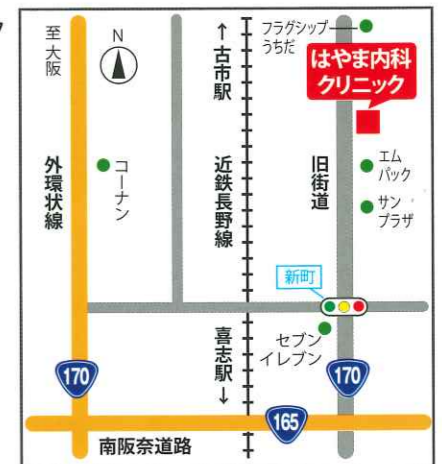 至大阪
N
↑古市駅
フラグシップ
うちだ
はやま内科
クリニック
外環状線
コーナン
近鉄長野線
旧街道
エム
パック
サン
プラザ
新町
喜志駅↓
セブン
イレブン
170
170
165
南阪奈道路